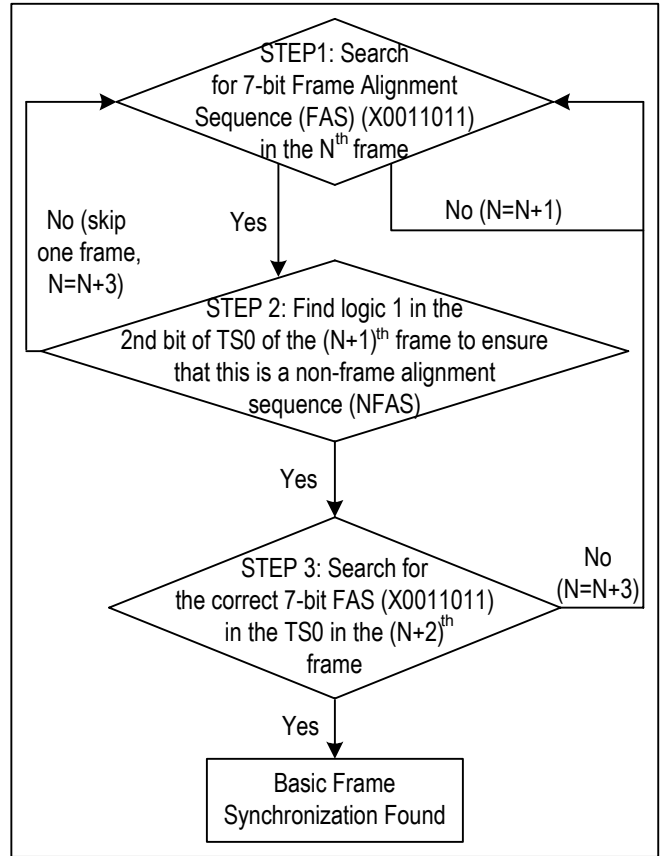 STEP1: Search
for 7-bit Frame Alignment
Sequence (FAS) (X0011011)
in the Nth frame
No (skip
one frame,
N=N+3)
Yes
No (N=N+1)
STEP 2: Find logic 1 in the
2nd bit of TS0 of the (N+1)th frame to ensure
that this is a non-frame alignment
sequence (NFAS)
Yes
STEP 3: Search for
the correct 7-bit FAS (X0011011)
in the TS0 in the (N+2)th
frame
No
(N=N+3)
Yes
Basic Frame
Synchronization Found